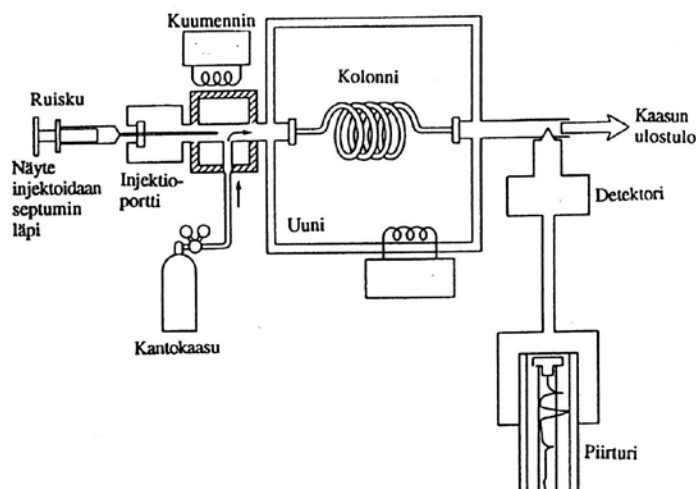 Kuumennin
Ruisku
Näyte
injektoidaan
septumin
läpi
Injektio-
portti
Kantokaasu
Uuni
Kolonni
Kaasun
ulostulo
Detektori
Piirturi